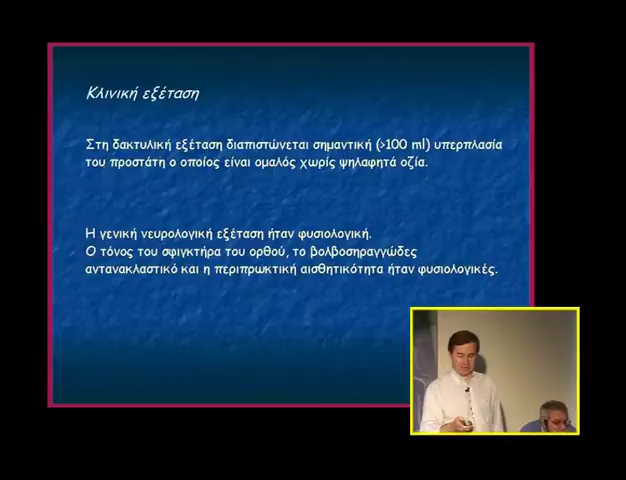 Κλινική εξέταση
Στη δακτυλική εξέταση διαπιστώνεται σημαντική (>100 ml) υπερπλασία
του προστάτη ο οποίος είναι ομαλός χωρίς ψηλαφητά οζία.
Η γενική νευρολογική εξέταση ήταν φυσιολογική.
Ο τόνος του σφιγκτήρα του ορθού, το βολβοσηραγγώδες
αντανακλαστικό και η περιπρωκτική αισθητικότητα ήταν φυσιολογικές.